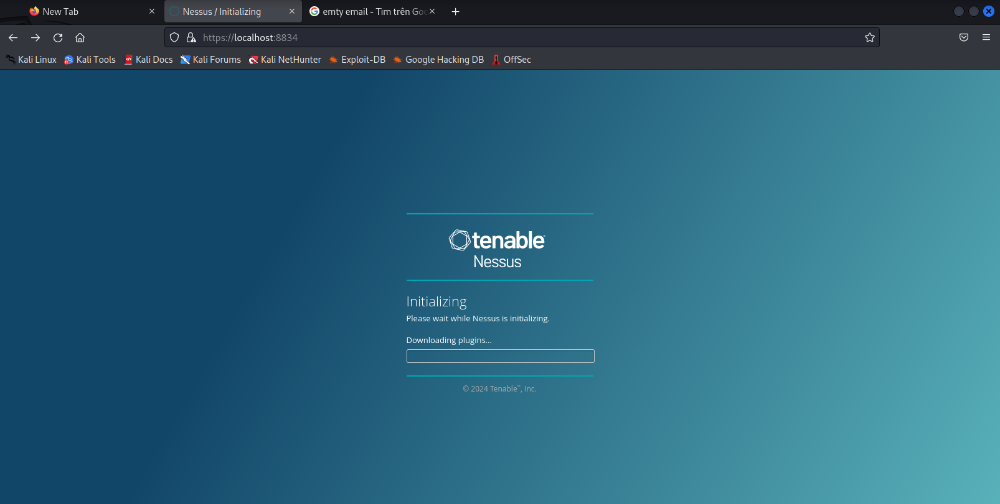 New Tab
Nessus / Initializing
emty email - Tìm trên Goo
https://localhost:8834
Kali Linux Kali Tools Kali Docs Kali Forums Kali NetHunter Exploit-DB Google Hacking DB OffSec
tenable
Nessus
Initializing
Please wait while Nessus is initializing.
Downloading plugins...
© 2024 Tenable™, Inc.